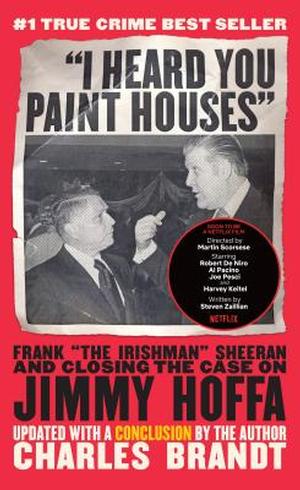 #1 TRUE CRIME BEST SELLER
"I HEARD YOU
PAINT HOUSES"
SOON TO BE
A NETFLIX FILM
Directed by
Martin Scorsese
Starring
Robert De Niro
Al Pacino
Joe Pesci
and
Harvey Keitel
Written by
Steven Zaillian
NETFLIX
FRANK "THE IRISHMAN" SHEERAN
AND CLOSING THE CASE ON
JIMMY HOFFA
UPDATED WITH A CONCLUSION BY THE AUTHOR
CHARLES BRANDT